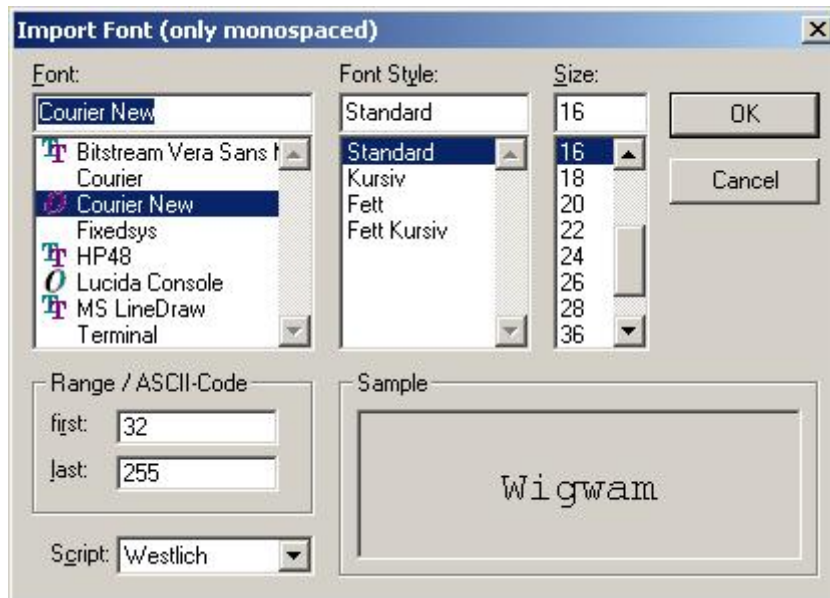 Import Font (only monospaced)
Font:
Courier New
Bitstream Vera Sans
Courier
Courier New
Fixedsys
HP48
Lucida Console
MS LineDraw
Terminal
Font Style:
Standard
Standard
Kursiv
Fett
Fett Kursiv
Size:
16
16
18
20
22
24
26
28
36
OK
Cancel
Range / ASCII-Code
first: 32
last: 255
Script: Westlich
Sample
Wigwam